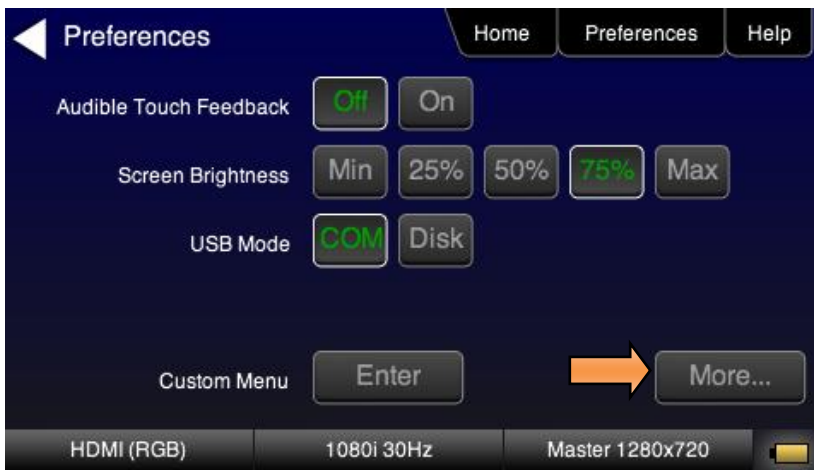 Preferences Home Preferences Help
Audible Touch Feedback Off On
Screen Brightness Min 25% 50% 75% Max
USB Mode COM Disk
Custom Menu Enter More...
HDMI (RGB) 1080i 30Hz Master 1280x720